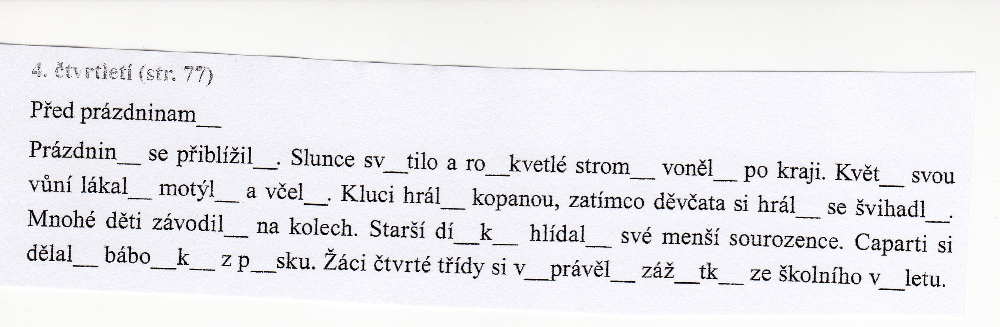 4. čtvrtletí (str. 77)
Před prázdninam__
Prázdnin__ se přiblížil__. Slunce sv__tilo a ro__kvetlé strom__ voněl__ po kraji. Květ__ svou
vůní lákal__ motýl__ a včel__. Kluci hrál__ kopanou, zatímco děvčata si hrál__ se švihadl__.
Mnohé děti závodil__ na kolech. Starší dí__k__ hlídal__ své menší sourozence. Caparti si
dělal__ bábo__k__ z p__sku. Žáci čtvrté třídy si v__právěl__ záž__tk__ ze školního v__letu.